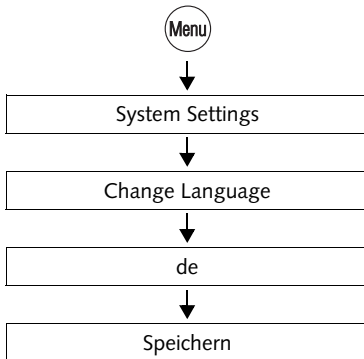 Menu
System Settings
Change Language
de
Speichern